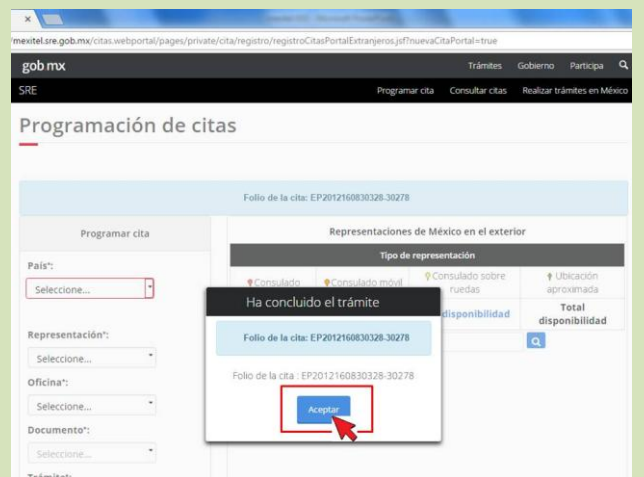 ×
mexitel.sre.gob.mx/citas.webportal/pages/private/cita/registro/registroCitasPortalExtranjeros.jsf?nuevaCitaPortal=true
gob mx Trámites Gobierno Participa
SRE Programar cita Consultar citas Realizar trámites en México
Programación de citas
Folio de la cita: EP2012160830328-30278
Programar cita
Representaciones de México en el exterior
Tipo de representación
País*:
Seleccione...
Consulado Consulado móvil Consulado sobre ruedas Ubicación aproximada
disponibilidad Total disponibilidad
Ha concluido el trámite
Folio de la cita: EP2012160830328-30278
Folio de la cita : EP2012160830328-30278
Aceptar
Representación*:
Seleccione...
Oficina*:
Seleccione...
Documento*:
Seleccione...
Trámite*: